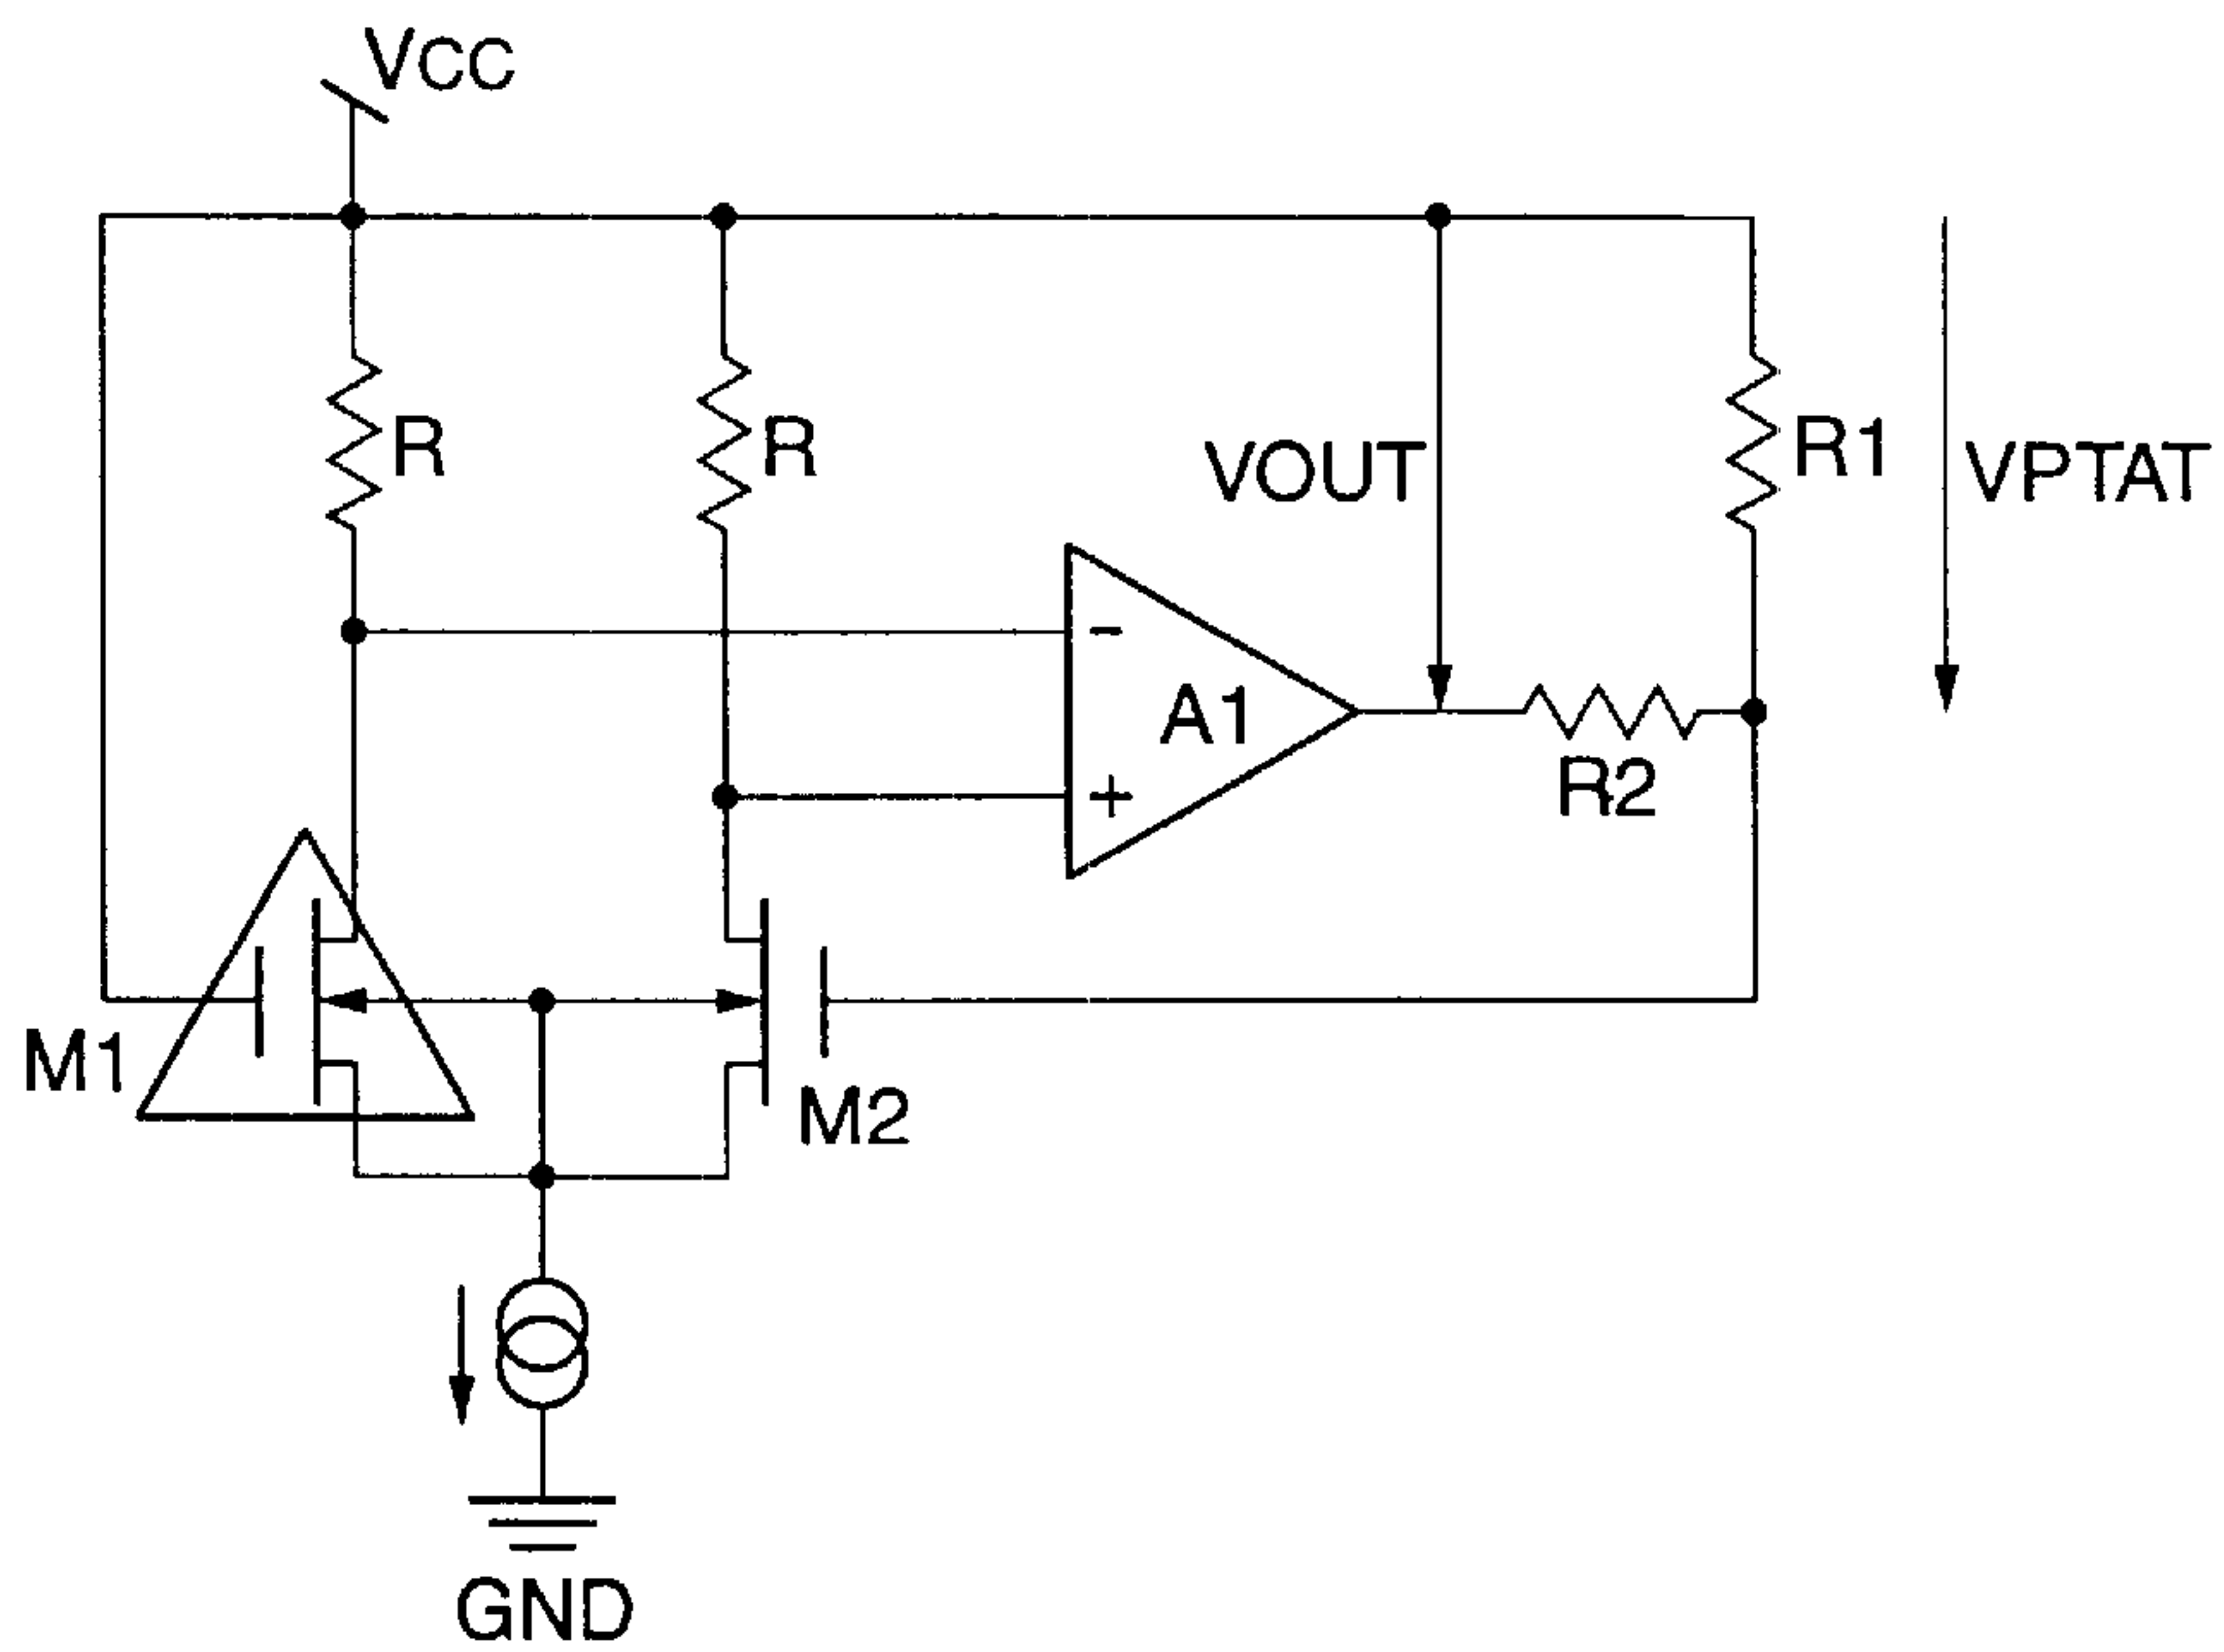 VCC
R
R
VOUT
R1
VPTAT
-
A1
+
R2
M1
M2
GND